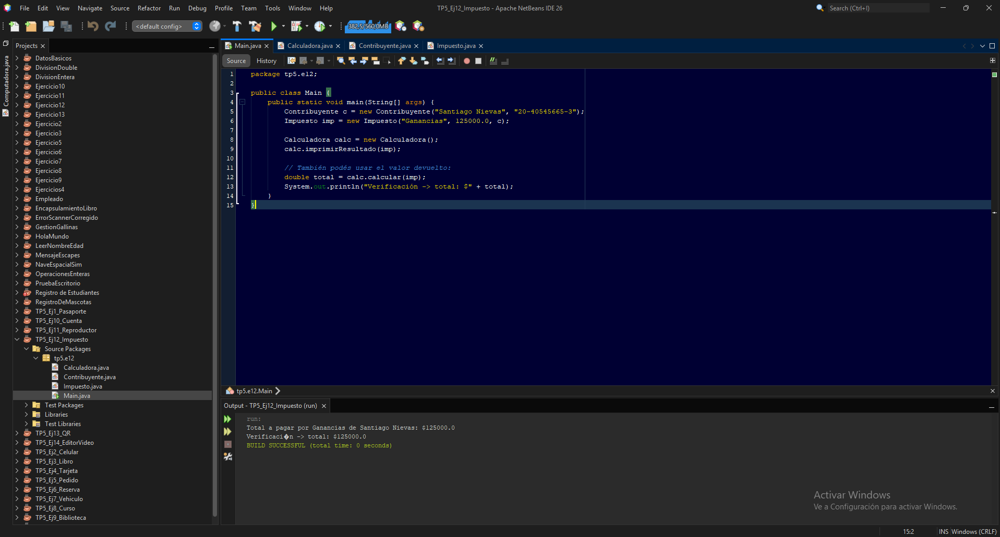 File Edit View Navigate Source Refactor Run Debug Profile Team Tools Window Help
TP5_Ej12_Impuesto - Apache NetBeans IDE 26
Search (Ctrl+I)
<default config>
382,5/560,0MB
Computadora.java
Projects
DatosBasicos
DivisionDouble
DivisionEntera
Ejercicio10
Ejercicio11
Ejercicio12
Ejercicio13
Ejercicio2
Ejercicio3
Ejercicio5
Ejercicio6
Ejercicio7
Ejercicio8
Ejercicio9
Ejercicios4
Empleado
EncapsulamientoLibro
ErrorScannerCorregido
GestionGallinas
HolaMundo
LeerNombreEdad
MensajeEscapes
NaveEspacialSim
OperacionesEnteras
PruebaEscritorio
Registro de Estudiantes
RegistroDeMascotas
TP5_Ej1_Pasaporte
TP5_Ej10_Cuenta
TP5_Ej11_Reproductor
TP5_Ej12_Impuesto
Source Packages
tp5.e12
Calculadora.java
Contribuyente.java
Impuesto.java
Main.java
Test Packages
Libraries
Test Libraries
TP5_Ej13_QR
TP5_Ej14_EditorVideo
TP5_Ej2_Celular
TP5_Ej3_Libro
TP5_Ej4_Tarjeta
TP5_Ej5_Pedido
TP5_Ej6_Reserva
TP5_Ej7_Vehiculo
TP5_Ej8_Curso
TP5_Ej9_Biblioteca
Main.java Calculadora.java Contribuyente.java Impuesto.java
Source History
1 package tp5.e12;
2
3 public class Main {
4 public static void main(String[] args) {
5 Contribuyente c = new Contribuyente("Santiago Nievas", "20-40545665-3");
6 Impuesto imp = new Impuesto("Ganancias", 125000.0, c);
7
8 Calculadora calc = new Calculadora();
9 calc.imprimirResultado(imp);
10
11 // También podés usar el valor devuelto:
12 double total = calc.calcular(imp);
13 System.out.println("Verificación -> total: $" + total);
14 }
15 }
tp5.e12.Main
Output - TP5_Ej12_Impuesto (run)
run:
Total a pagar por Ganancias de Santiago Nievas: $125000.0
Verificaci�n -> total: $125000.0
BUILD SUCCESSFUL (total time: 0 seconds)
Activar Windows
Ve a Configuración para activar Windows.
15:2 INS Windows (CRLF)